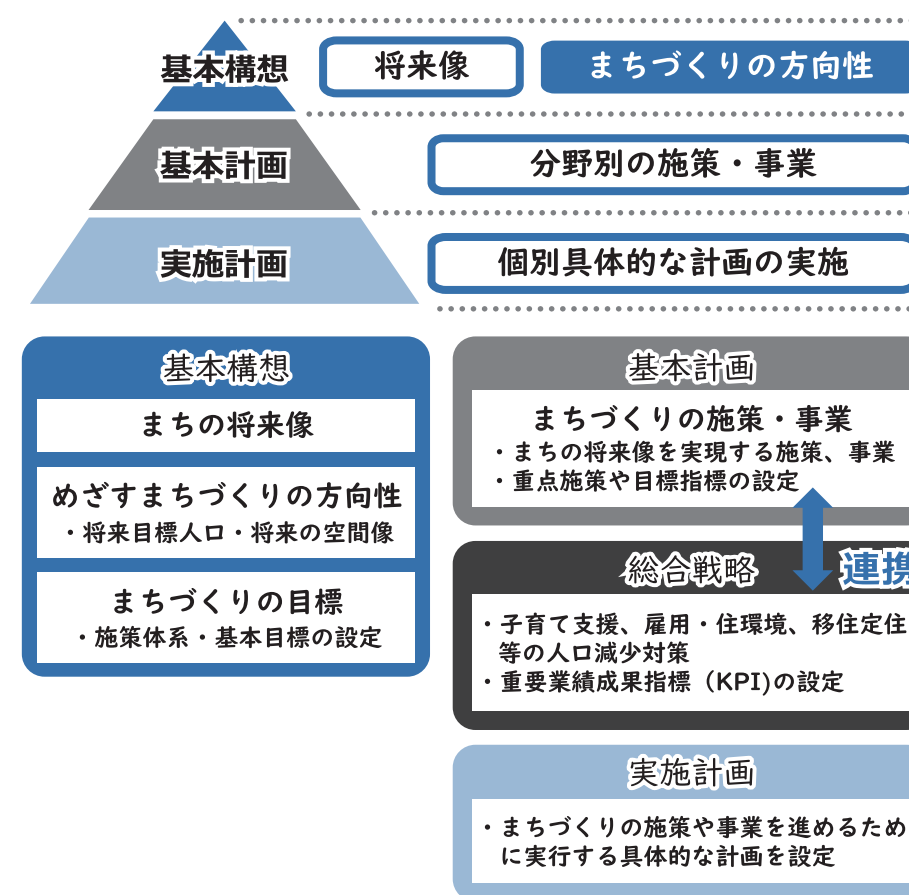 基本構想
将来像
まちづくりの方向性
基本計画
分野別の施策・事業
実施計画
個別具体的な計画の実施
基本構想
まちの将来像
めざすまちづくりの方向性
・将来目標人口・将来の空間像
まちづくりの目標
・施策体系・基本目標の設定
基本計画
まちづくりの施策・事業
・まちの将来像を実現する施策、事業
・重点施策や目標指標の設定
総合戦略
連携
・子育て支援、雇用・住環境、移住定住
等の人口減少対策
・重要業績成果指標（KPI)の設定
実施計画
・まちづくりの施策や事業を進めるため
に実行する具体的な計画を設定